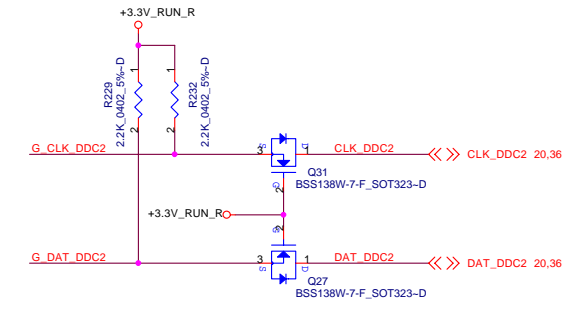 +3.3V_RUN_R
1
1
R229
2.2K_0402_5%~D
R232
2.2K_0402_5%~D
2
2
G_CLK_DDC2
3
S
D
1
CLK_DDC2
CLK_DDC2 20,36
G
2
Q31
BSS138W-7-F_SOT323~D
+3.3V_RUN_R
G
2
G_DAT_DDC2
3
S
D
1
DAT_DDC2
DAT_DDC2 20,36
Q27
BSS138W-7-F_SOT323~D